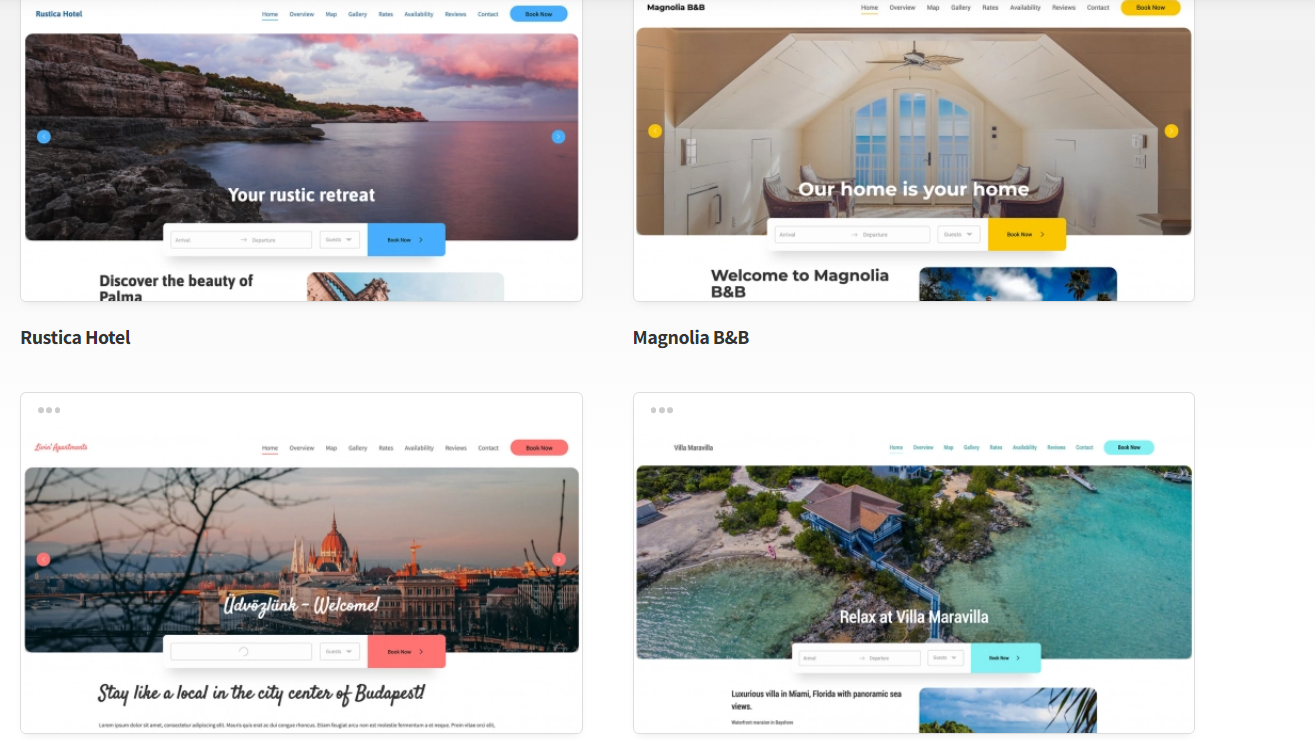 Rustica Hotel
Home Overview Map Gallery Rates Availability Reviews Contact Book Now
Your rustic retreat
Arrival → Departure Guests Book Now
Discover the beauty of
Palma
Rustica Hotel
Magnolia B&B
Home Overview Map Gallery Rates Availability Reviews Contact Book Now
Our home is your home
Arrival → Departure Guests Book Now
Welcome to Magnolia
B&B
Magnolia B&B
Livin' Apartments
Home Overview Map Gallery Rates Availability Reviews Contact Book Now
Üdvözlünk - Welcome!
Guests Book Now
Stay like a local in the city center of Budapest!
Lorem ipsum dolor sit amet, consectetur adipiscing elit. Mauris quis erat ac dui congue rhoncus. Etiam feugiat arcu non est molestie fermentum a et neque. Proin vitae orci elit,
Villa Maravilla
Home Overview Map Gallery Rates Availability Reviews Contact Book Now
Relax at Villa Maravilla
Arrival → Departure Guests Book Now
Luxurious villa in Miami, Florida with panoramic sea
views.
Waterfront mansion in Bayshore